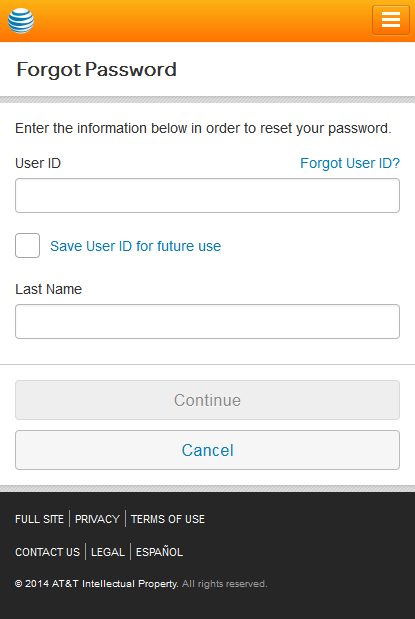 Forgot Password
Enter the information below in order to reset your password.
User ID Forgot User ID?
Save User ID for future use
Last Name
Continue
Cancel
FULL SITE PRIVACY TERMS OF USE
CONTACT US LEGAL ESPAÑOL
© 2014 AT&T Intellectual Property. All rights reserved.